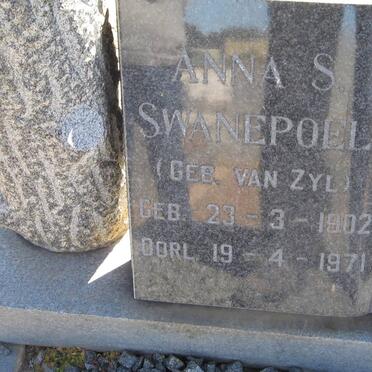 ANNA S
SWANEPOEL
(GEB. VAN ZYL)
GEB. 23-3-1902
OORL. 19-4-1971